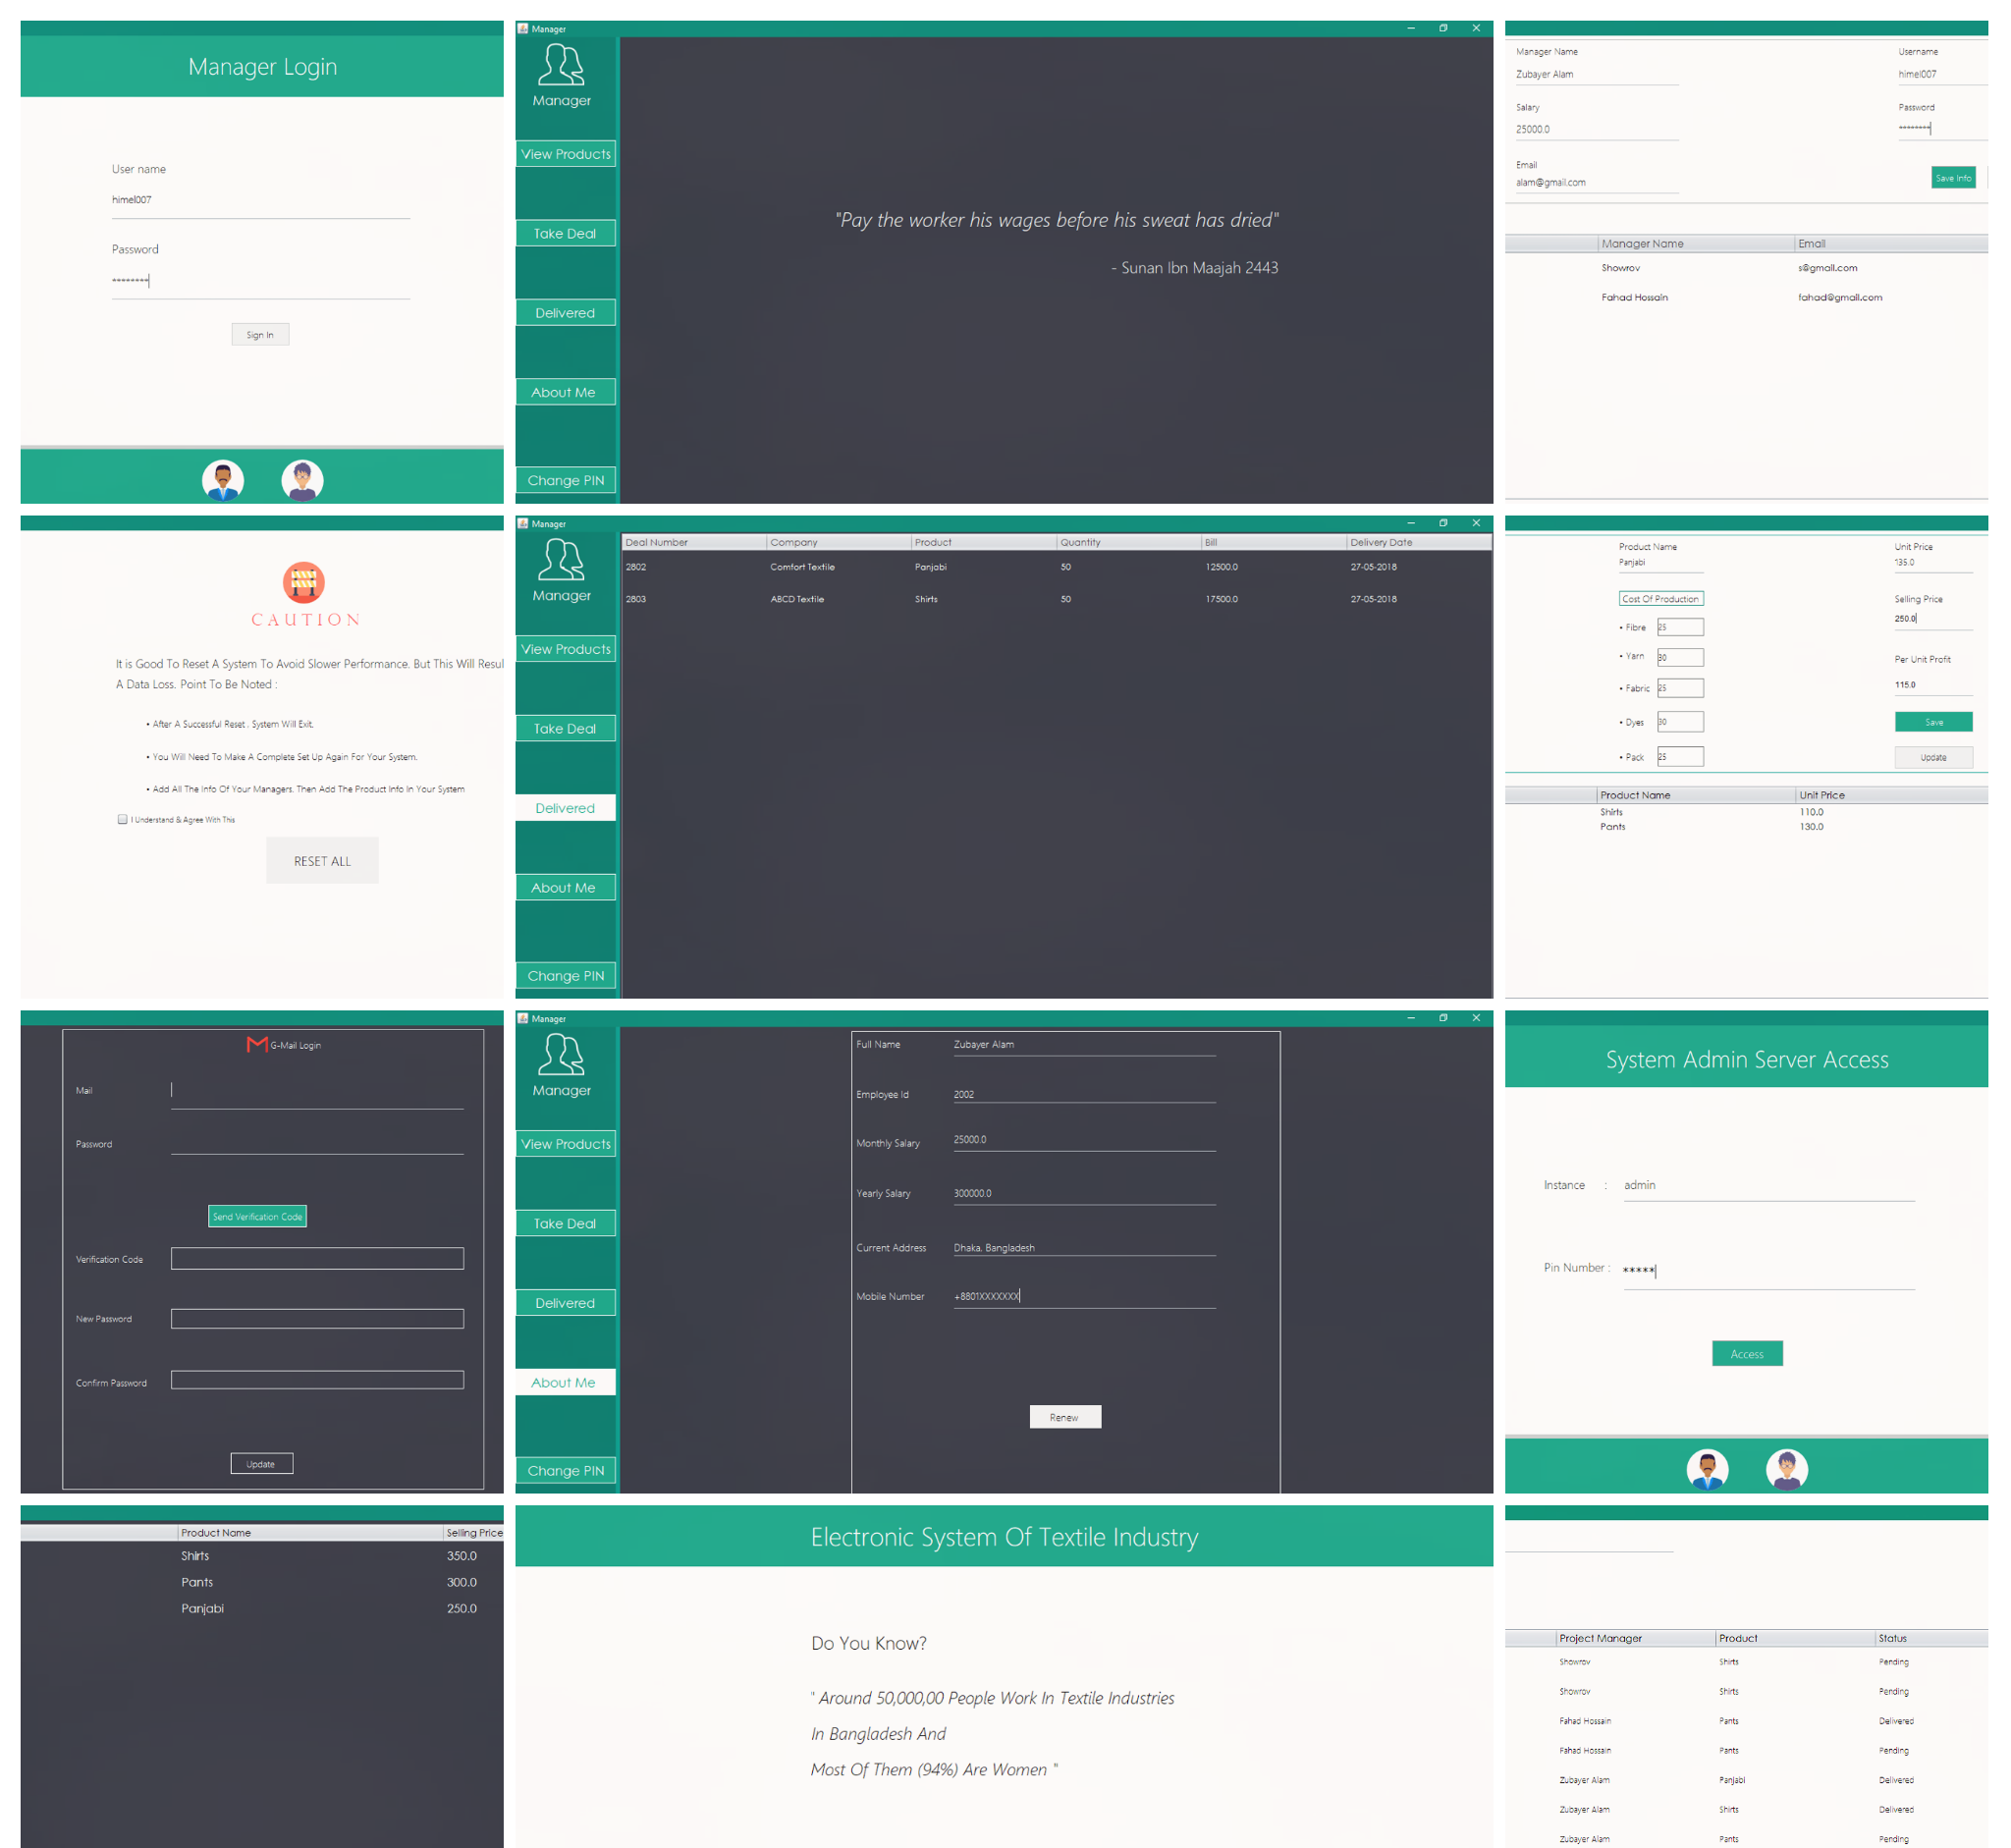 Manager Login
User name
himel007
Password
********
Sign In
Manager
Manager
View Products
Take Deal
Delivered
About Me
Change PIN
"Pay the worker his wages before his sweat has dried"
- Sunan Ibn Maajah 2443
Manager Name
Username
Zubayer Alam
himel007
Salary
Password
25000.0
********
Email
alam@gmail.com
Save Info
Manager Name Email
Showrov s@gmail.com
Fahad Hossain fahad@gmail.com
CAUTION
It is Good To Reset A System To Avoid Slower Performance. But This Will Resul
A Data Loss. Point To Be Noted :
• After A Successful Reset , System Will Exit.
• You Will Need To Make A Complete Set Up Again For Your System.
• Add All The Info Of Your Managers. Then Add The Product Info In Your System
I Understand & Agree With This
RESET ALL
Manager
Manager
View Products
Take Deal
Delivered
About Me
Change PIN
Deal Number Company Product Quantity Bill Delivery Date
2802 Comfort Textile Panjabi 50 12500.0 27-05-2018
2803 ABCD Textile Shirts 50 17500.0 27-05-2018
Product Name
Unit Price
Panjabi
135.0
Cost Of Production
Selling Price
250.0
• Fibre 25
• Yarn 30
Per Unit Profit
115.0
• Fabric 25
• Dyes 30
Save
• Pack 25
Update
Product Name Unit Price
Shirts 110.0
Pants 130.0
G-Mail Login
Mail
Password
Send Verification Code
Verification Code
New Password
Confirm Password
Update
Manager
Manager
View Products
Take Deal
Delivered
About Me
Change PIN
Full Name Zubayer Alam
Employee Id 2002
Monthly Salary 25000.0
Yearly Salary 300000.0
Current Address Dhaka, Bangladesh
Mobile Number +8801XXXXXXX
Renew
System Admin Server Access
Instance : admin
Pin Number : *****
Access
Product Name Selling Price
Shirts 350.0
Pants 300.0
Panjabi 250.0
Electronic System Of Textile Industry
Do You Know?
" Around 50,000,00 People Work In Textile Industries
In Bangladesh And
Most Of Them (94%) Are Women "
Project Manager Product Status
Showrov Shirts Pending
Showrov Shirts Pending
Fahad Hossain Pants Delivered
Fahad Hossain Pants Pending
Zubayer Alam Panjabi Delivered
Zubayer Alam Shirts Delivered
Zubayer Alam Pants Pending